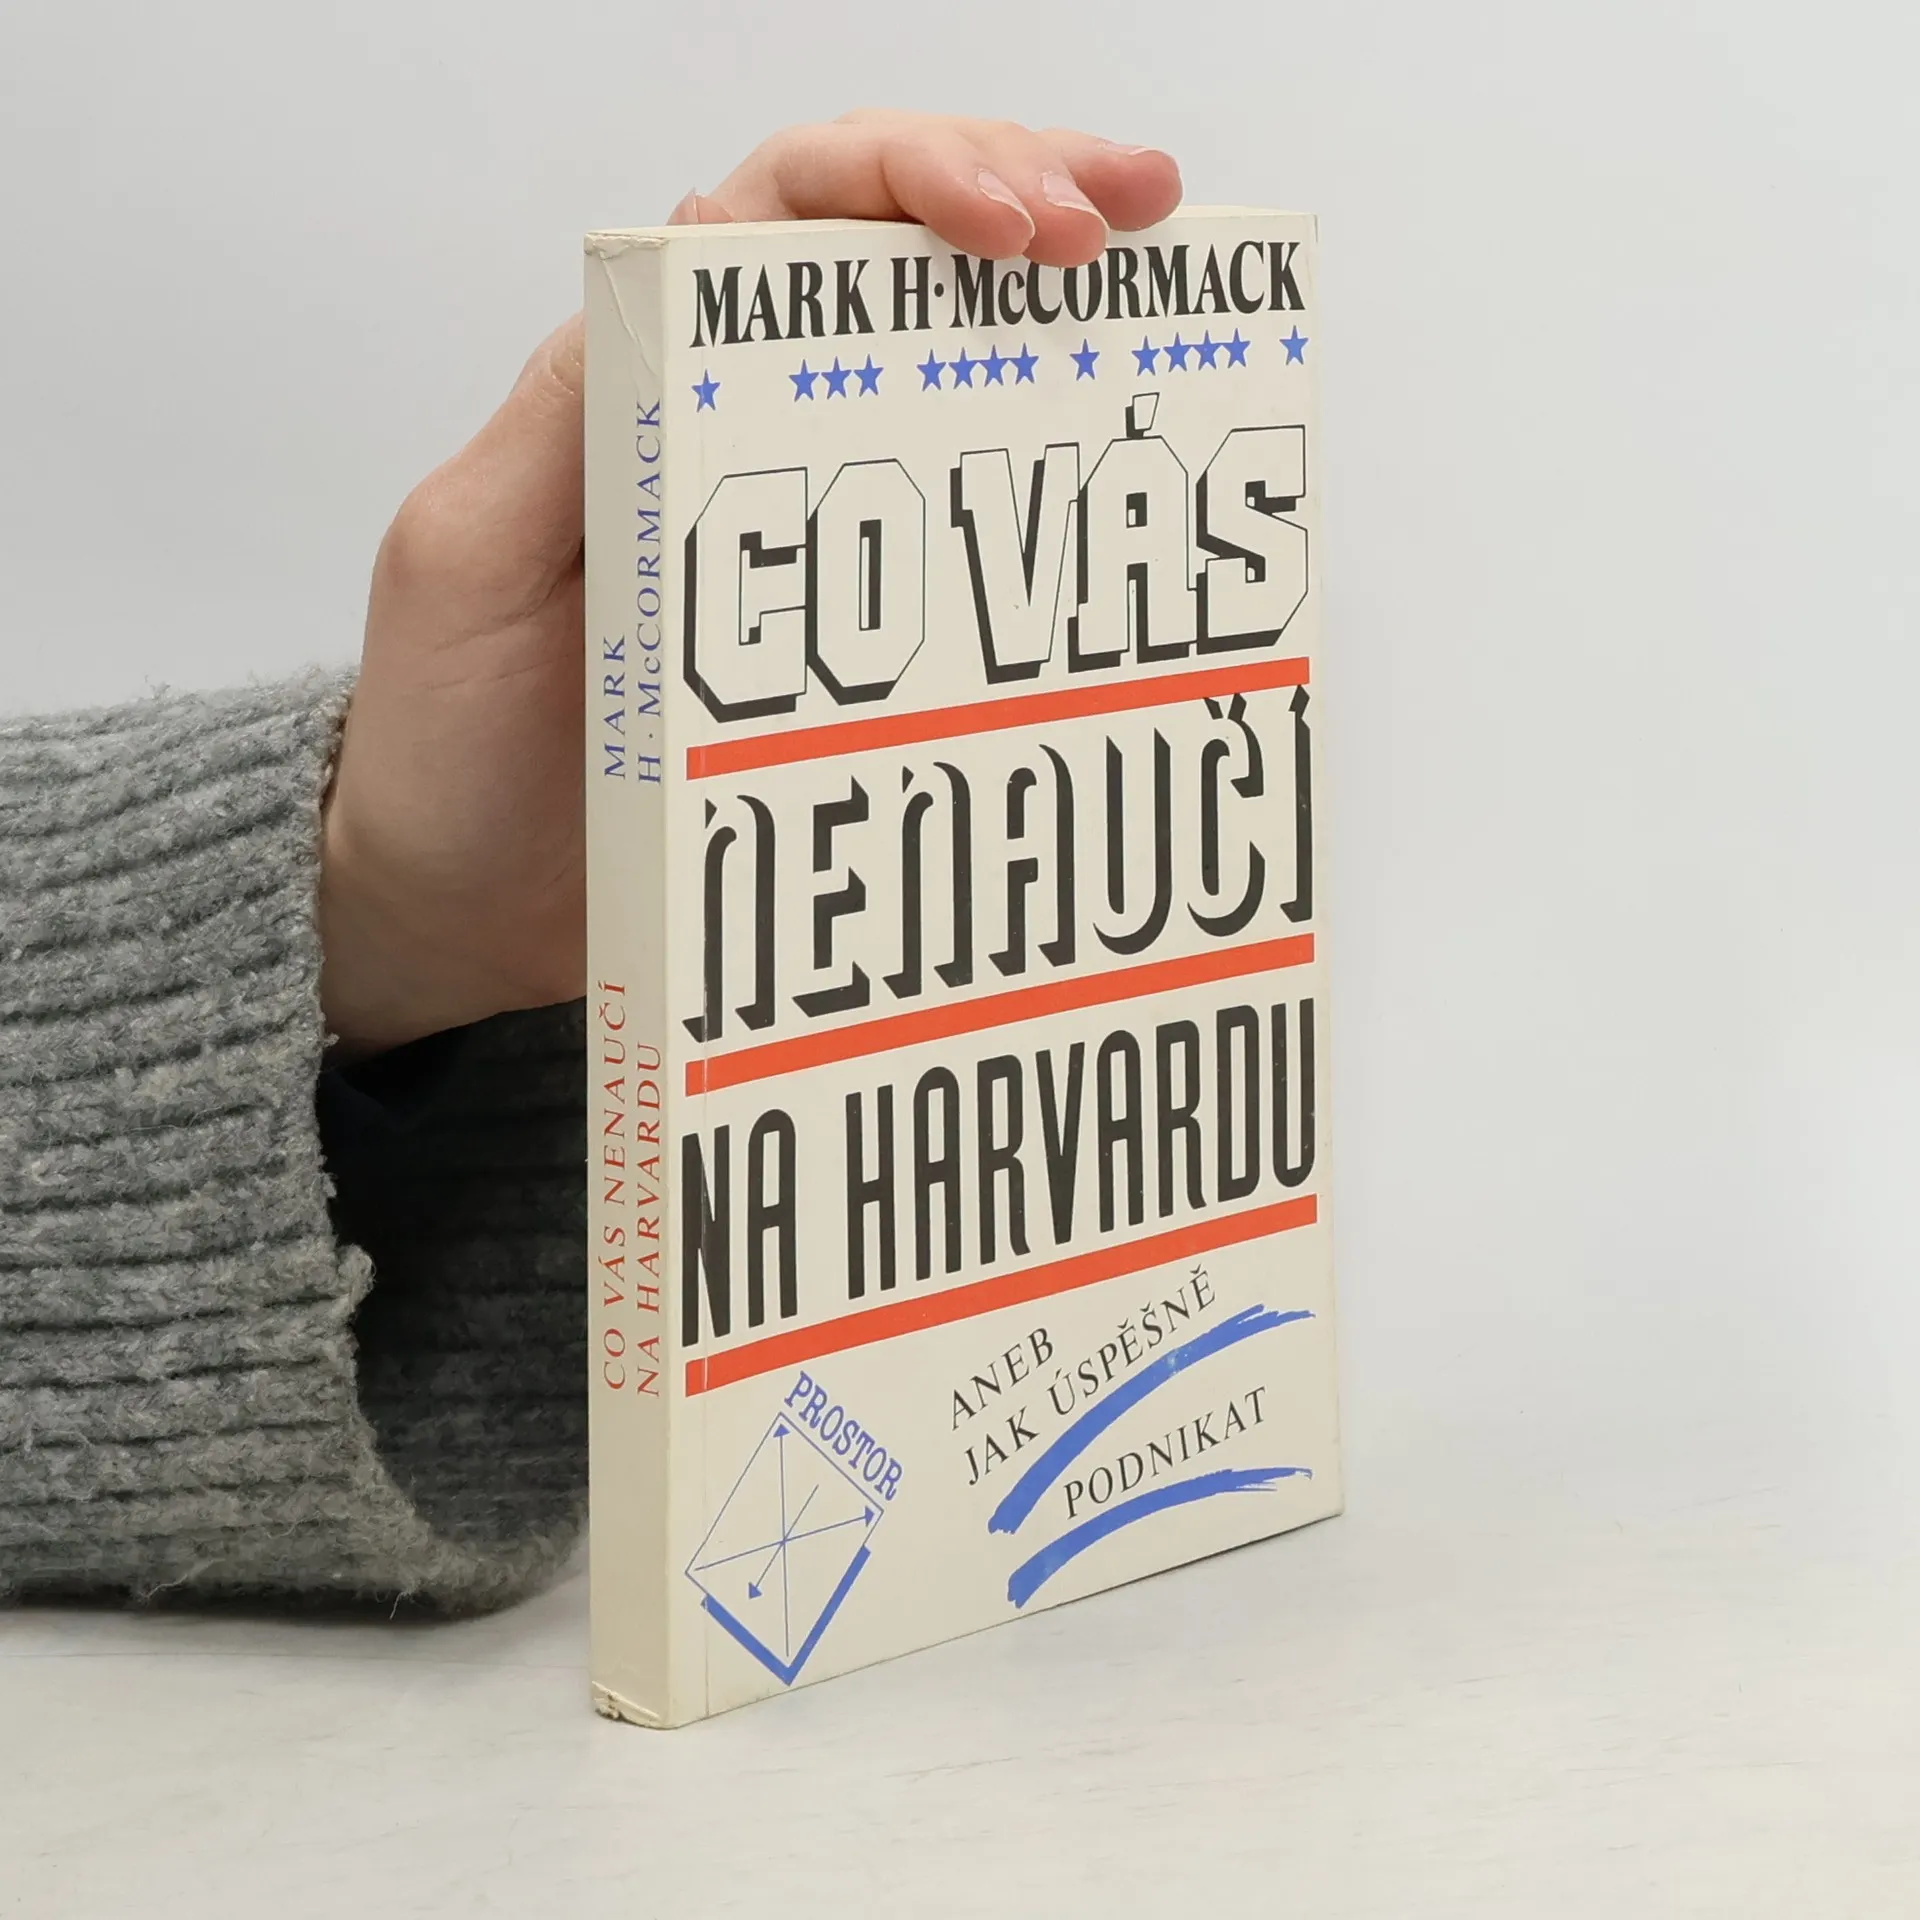 MARK H. McCORMACK
CO VÁS
NENAUČÍ
NA HARVARDU
ANEB
JAK ÚSPĚŠNĚ
PODNIKAT
PROSTOR
MARK
H. McCORMACK
CO VÁS NENAUČÍ
NA HARVARDU